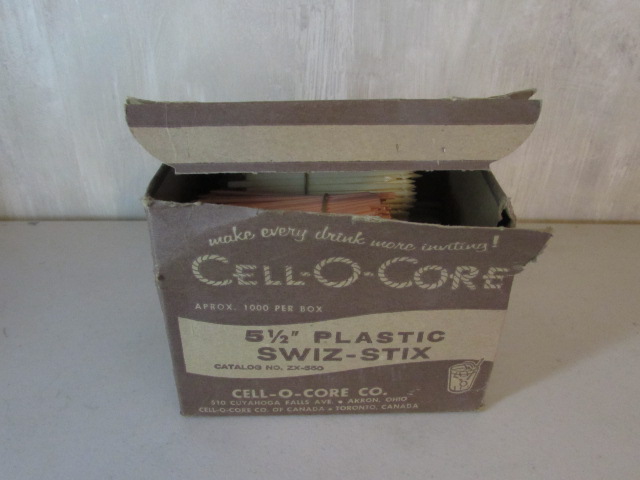 make every drink more inviting!
CELL-O-CORE
APROX. 1000 PER BOX
5½" PLASTIC
SWIZ-STIX
CATALOG NO. ZX-550
CELL-O-CORE CO.
510 CUYAHOGA FALLS AVE. • AKRON, OHIO
CELL-O-CORE CO. OF CANADA • TORONTO, CANADA